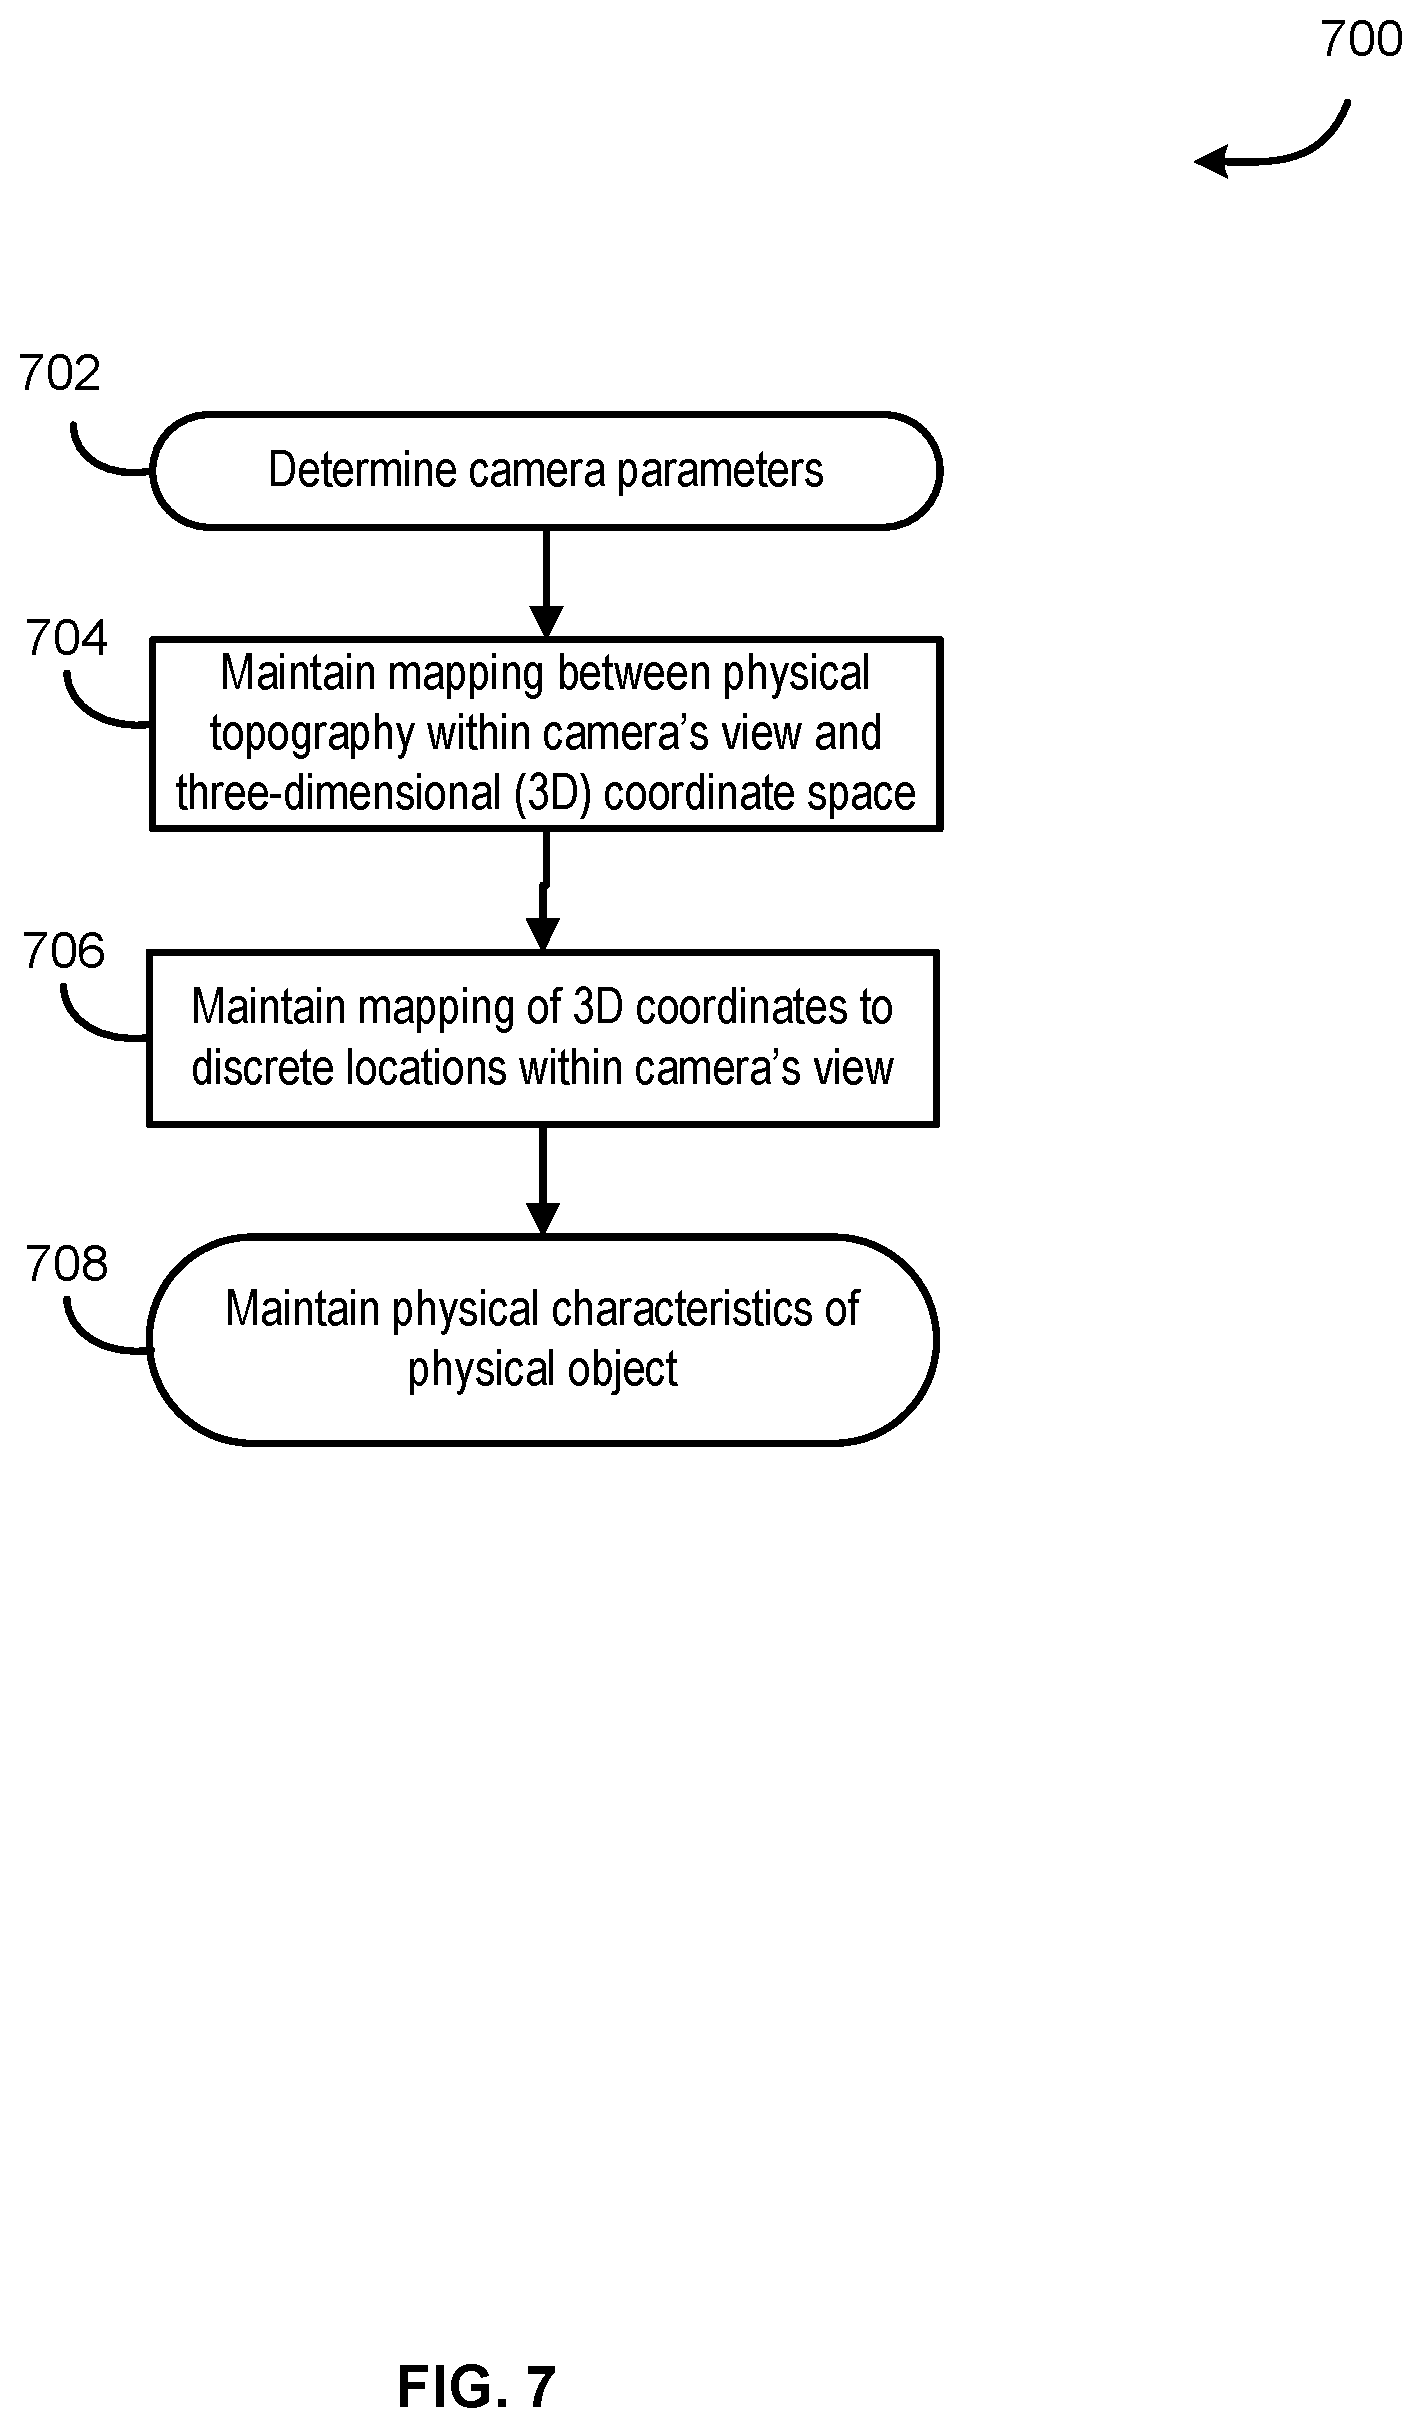 700
702
Determine camera parameters
704
Maintain mapping between physical
topography within camera’s view and
three-dimensional (3D) coordinate space
706
Maintain mapping of 3D coordinates to
discrete locations within camera’s view
708
Maintain physical characteristics of
physical object
FIG. 7